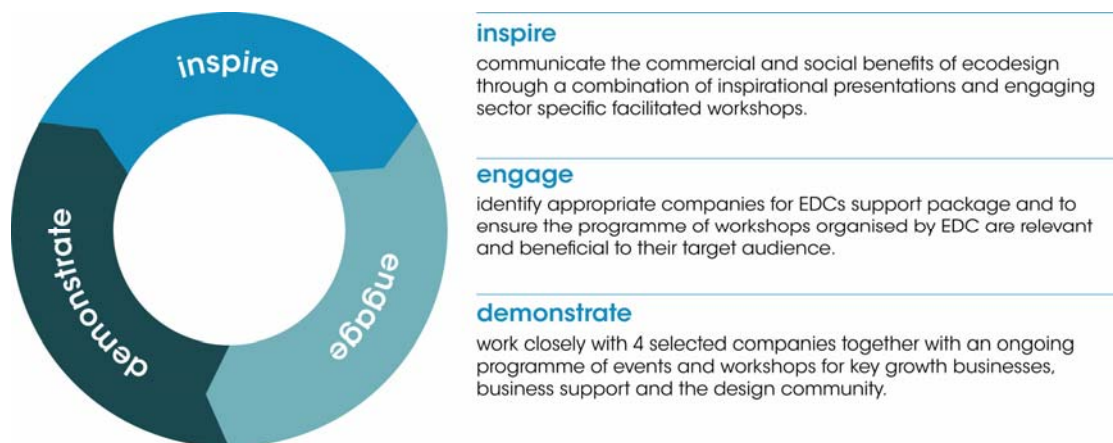 inspire
engage
demonstrate
inspire
communicate the commercial and social benefits of ecodesign
through a combination of inspirational presentations and engaging
sector specific facilitated workshops.
engage
identify appropriate companies for EDCs support package and to
ensure the programme of workshops organised by EDC are relevant
and beneficial to their target audience.
demonstrate
work closely with 4 selected companies together with an ongoing
programme of events and workshops for key growth businesses,
business support and the design community.